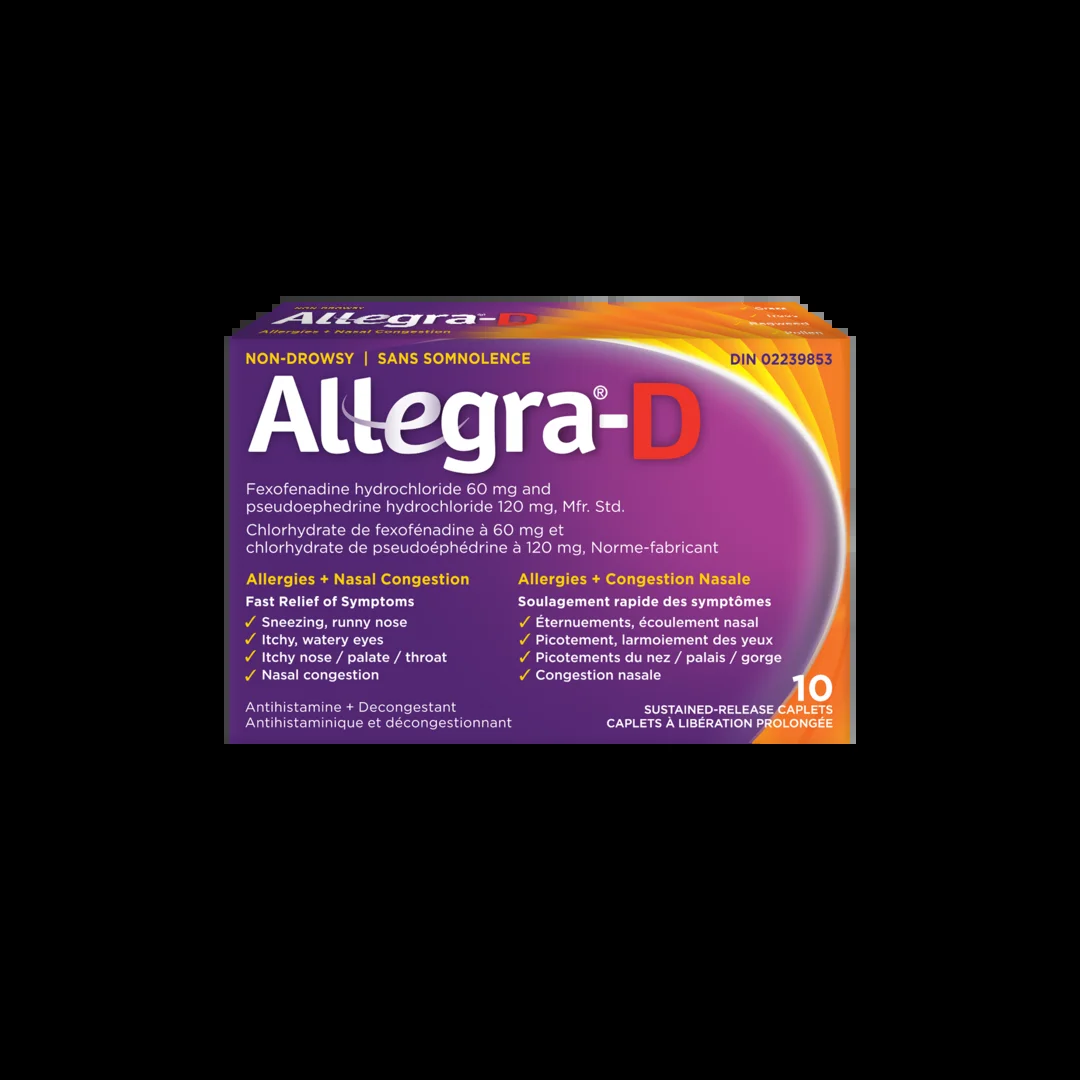 Allegra-D
Allergies + Nasal Congestion
NON-DROWSY | SANS SOMNOLENCE
DIN 02239853
Allegra®-D
Fexofenadine hydrochloride 60 mg and
pseudoephedrine hydrochloride 120 mg, Mfr. Std.
Chlorhydrate de fexofénadine à 60 mg et
chlorhydrate de pseudoéphédrine à 120 mg, Norme-fabricant
Allergies + Nasal Congestion
Fast Relief of Symptoms
✓ Sneezing, runny nose
✓ Itchy, watery eyes
✓ Itchy nose / palate / throat
✓ Nasal congestion
Allergies + Congestion Nasale
Soulagement rapide des symptômes
✓ Éternuements, écoulement nasal
✓ Picotement, larmoiement des yeux
✓ Picotements du nez / palais / gorge
✓ Congestion nasale
Antihistamine + Decongestant
Antihistaminique et décongestionnant
10
SUSTAINED-RELEASE CAPLETS
CAPLETS À LIBÉRATION PROLONGÉE